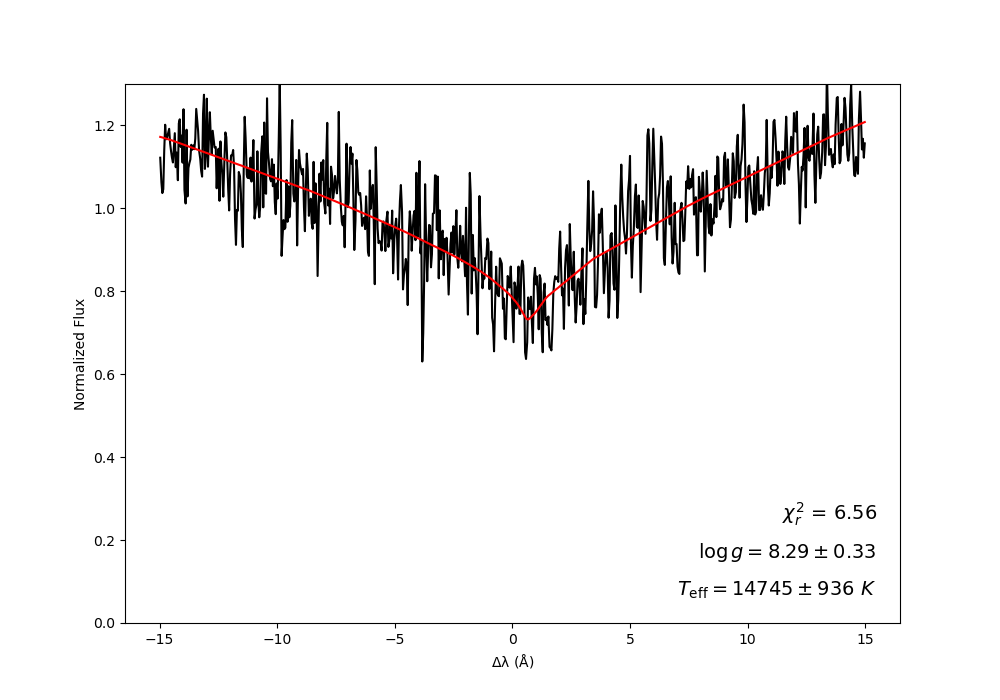 1.2
1.0
0.8
0.6
0.4
0.2
0.0
Normalized Flux
χ²ᵣ = 6.56
log g = 8.29 ± 0.33
T_eff = 14745 ± 936 K
−15 −10 −5 0 5 10 15
Δλ (Å)